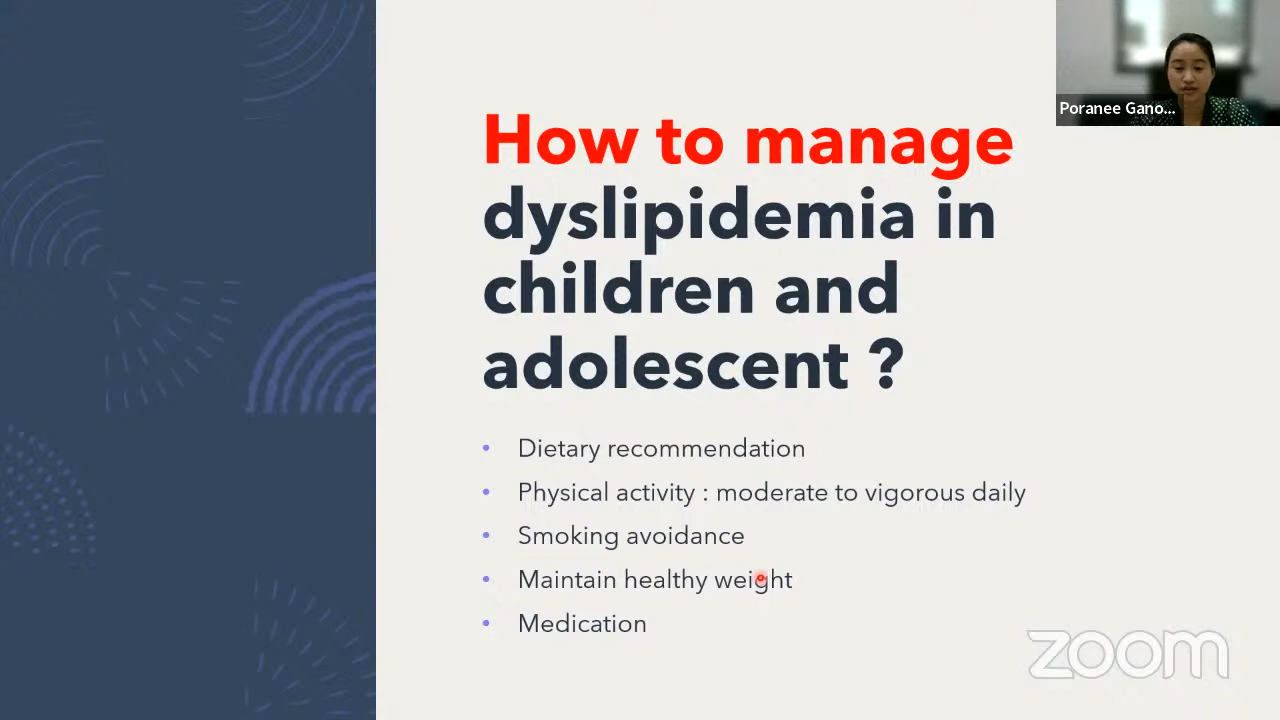 Poranee Gano...
How to manage
dyslipidemia in
children and
adolescent ?
• Dietary recommendation
• Physical activity : moderate to vigorous daily
• Smoking avoidance
• Maintain healthy weight
• Medication
zoom